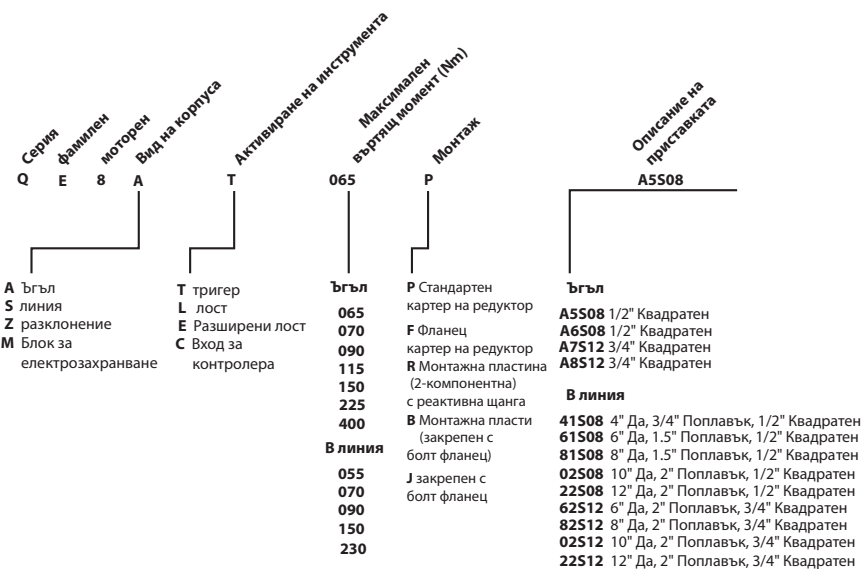 Серия
фамилен
моторен
Вид на корпуса
Активиране на инструмента
Максимален
въртящ момент (Nm)
Монтаж
Описание на
приставката
Q E 8 A T 065 P A5S08
A Ъгъл
S линия
Z разклонение
M Блок за
електрозахранване
T тригер
L лост
E Разширени лост
C Вход за
контролера
Ъгъл
065
070
090
115
150
225
400
В линия
055
070
090
150
230
P Стандартен
картер на редуктор
F Фланец
картер на редуктор
R Монтажна пластина
(2-компонентна)
с реактивна щанга
B Монтажна пласти
(закрепен с
болт фланец)
J закрепен с
болт фланец
Ъгъл
A5S08 1/2" Квадратен
A6S08 1/2" Квадратен
A7S12 3/4" Квадратен
A8S12 3/4" Квадратен
В линия
41S08 4" Да, 3/4" Поплавък, 1/2" Квадратен
61S08 6" Да, 1.5" Поплавък, 1/2" Квадратен
81S08 8" Да, 1.5" Поплавък, 1/2" Квадратен
02S08 10" Да, 2" Поплавък, 1/2" Квадратен
22S08 12" Да, 2" Поплавък, 1/2" Квадратен
62S12 6" Да, 2" Поплавък, 3/4" Квадратен
82S12 8" Да, 2" Поплавък, 3/4" Квадратен
02S12 10" Да, 2" Поплавък, 3/4" Квадратен
22S12 12" Да, 2" Поплавък, 3/4" Квадратен